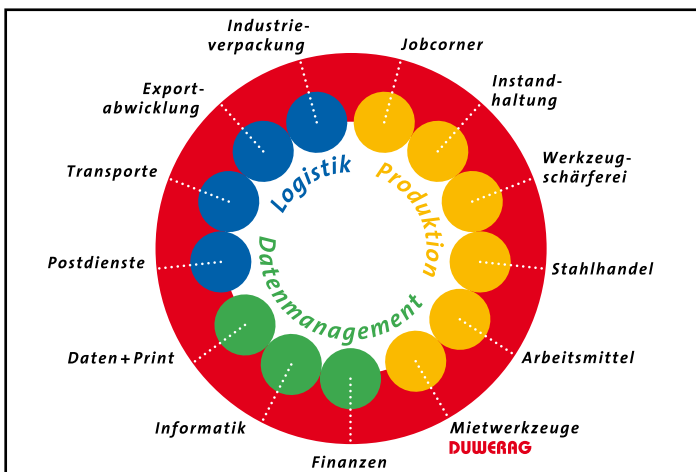 Industrie-
verpackung
Jobcorner
Export-
abwicklung
Instand-
haltung
Transporte
Werkzeug-
schärferei
Logistik
Produktion
Datenmanagement
Postdienste
Stahlhandel
Daten+Print
Arbeitsmittel
Informatik
Mietwerkzeuge
DUWERAG
Finanzen